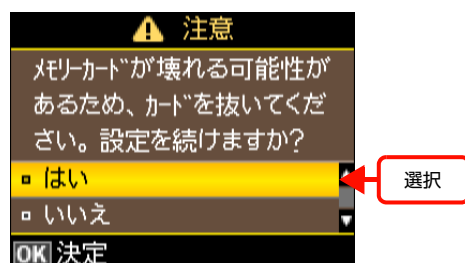 注意
ﾒﾓﾘｰｶｰﾄﾞが壊れる可能性が
あるため、ｶｰﾄﾞを抜いてくだ
さい。設定を続けますか?
はい
選択
いいえ
OK 決定